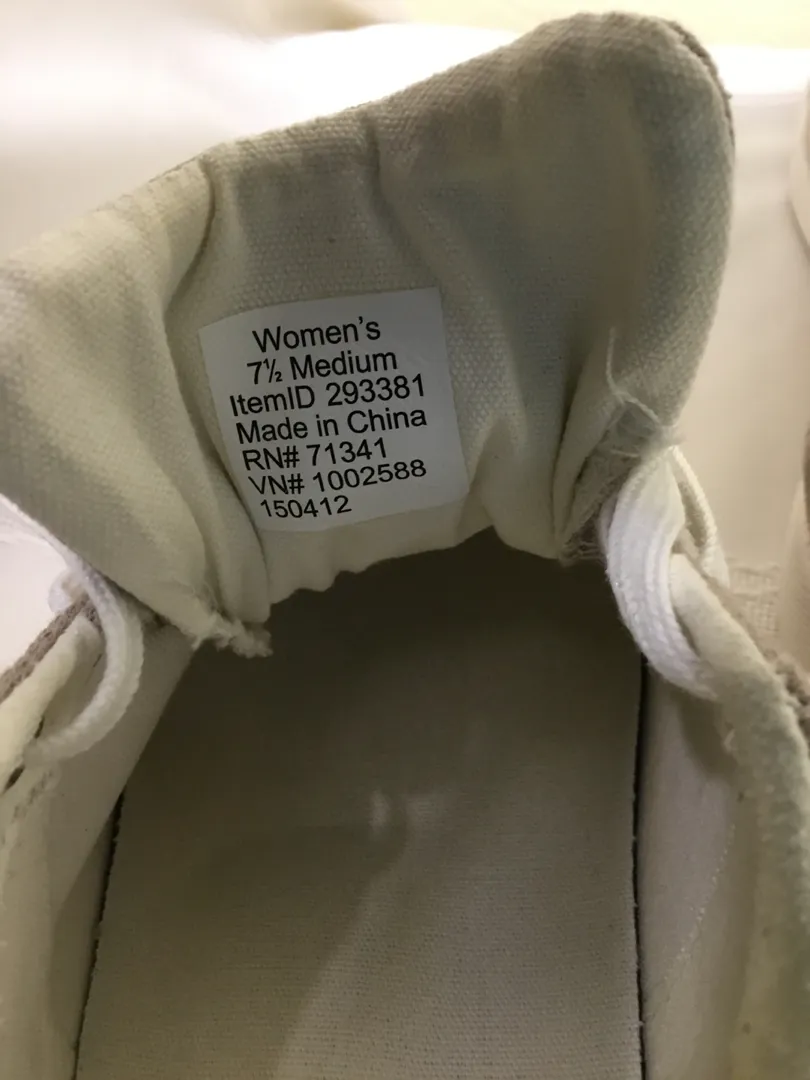 Women's
7½ Medium
ItemID 293381
Made in China
RN# 71341
VN# 1002588
150412